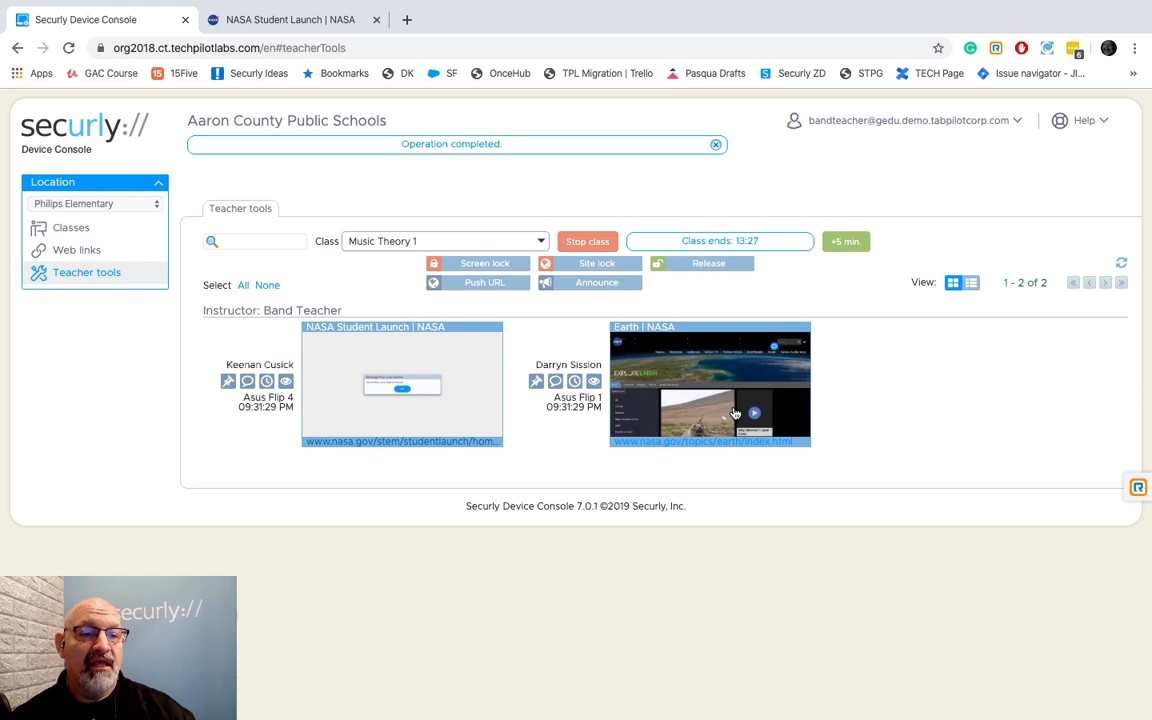 Securly Device Console
NASA Student Launch | NASA
org2018.ct.techpilotlabs.com/en#teacherTools
6
Apps
GAC Course
15 15Five
Securly Ideas
Bookmarks
DK
SF
OnceHub
TPL Migration | Trello
Pasqua Drafts
S Securly ZD
STPG
TECH Page
Issue navigator - JI...
»
securly://
Device Console
Aaron County Public Schools
bandteacher@gedu.demo.tabpilotcorp.com
Help
Operation completed.
Location
Philips Elementary
Classes
Web links
Teacher tools
Teacher tools
Class
Music Theory 1
Stop class
Class ends: 13:27
+5 min.
Screen lock
Site lock
Release
Select All None
Push URL
Announce
View:
1 - 2 of 2
Instructor: Band Teacher
NASA Student Launch | NASA
Earth | NASA
Keenan Cusick
Asus Flip 4
09:31:29 PM
www.nasa.gov/stem/studentlaunch/hom...
Darryn Sission
Asus Flip 1
09:31:29 PM
EXPLORE EARTH
www.nasa.gov/topics/earth/index.html
Securly Device Console 7.0.1 ©2019 Securly, Inc.
securly://